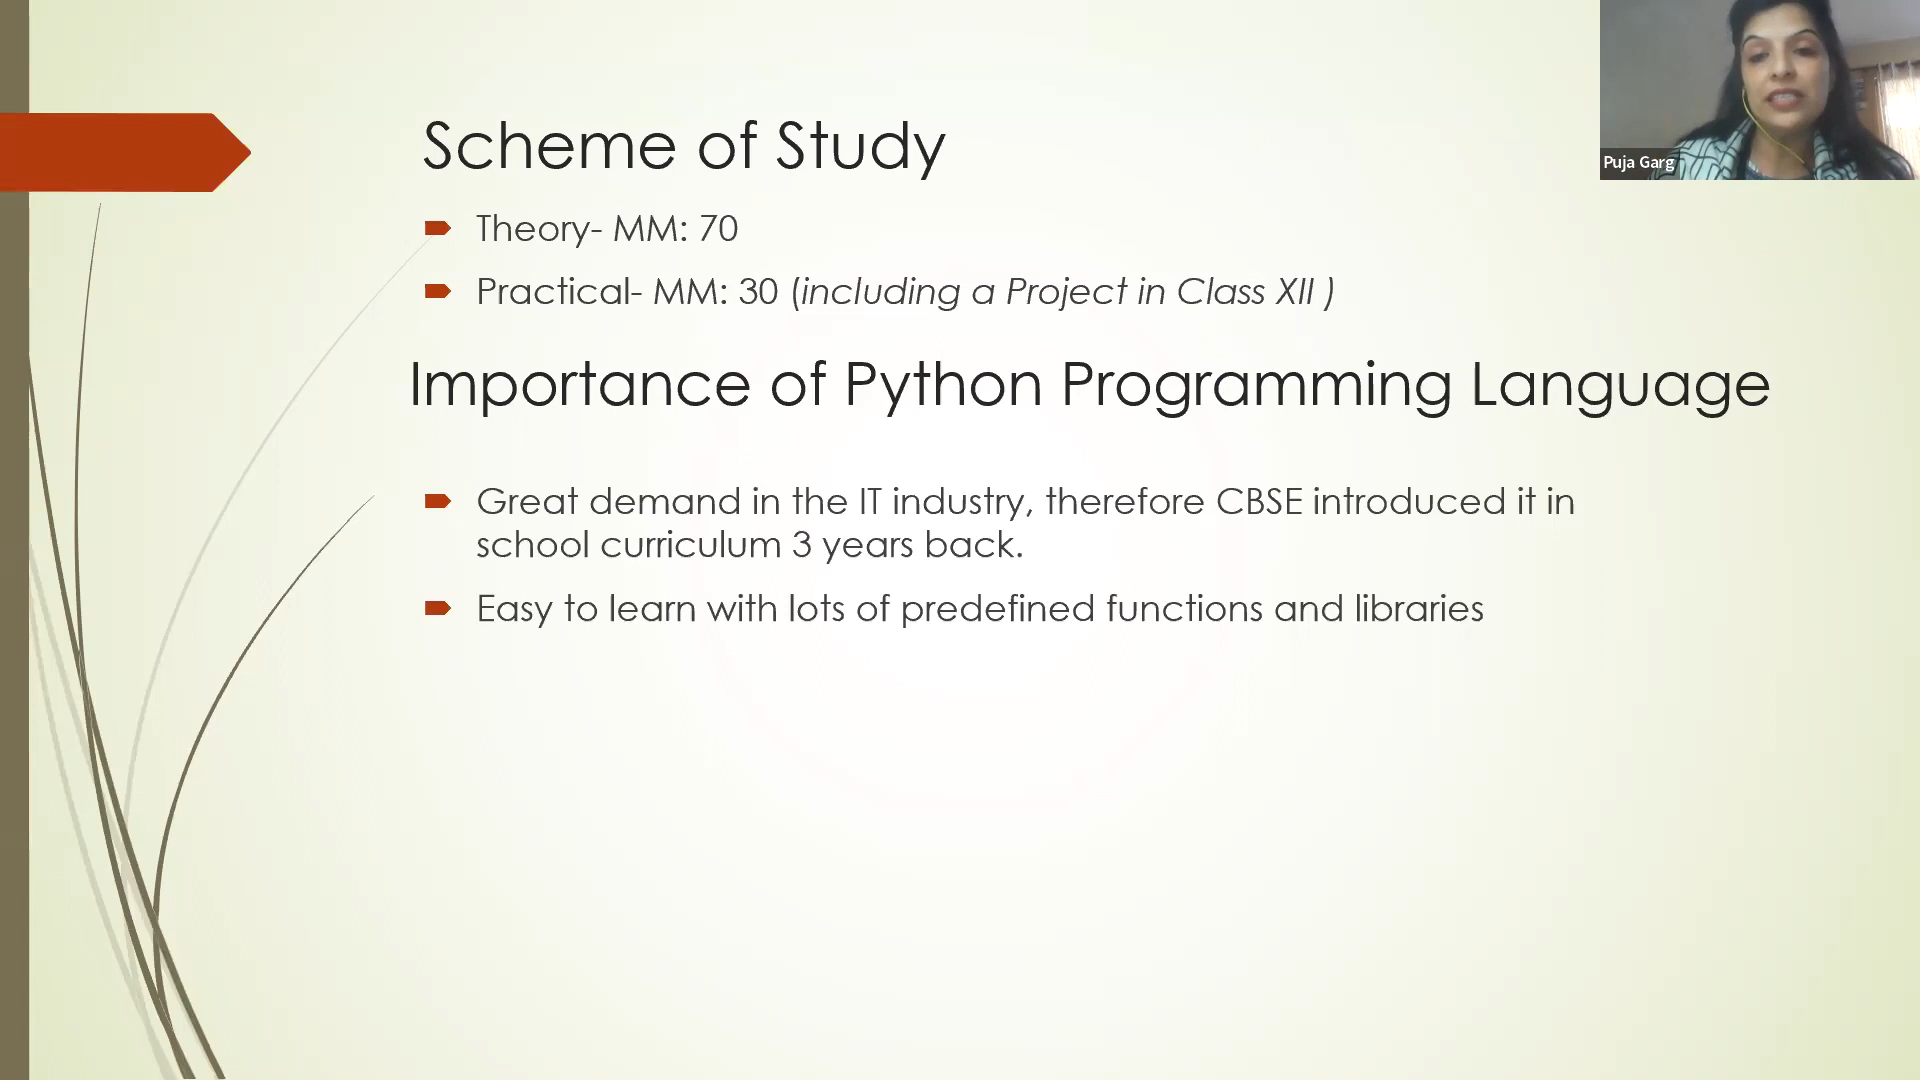 Scheme of Study
Theory- MM: 70
Practical- MM: 30 (including a Project in Class XII )
Importance of Python Programming Language
Great demand in the IT industry, therefore CBSE introduced it in
school curriculum 3 years back.
Easy to learn with lots of predefined functions and libraries
Puja Garg